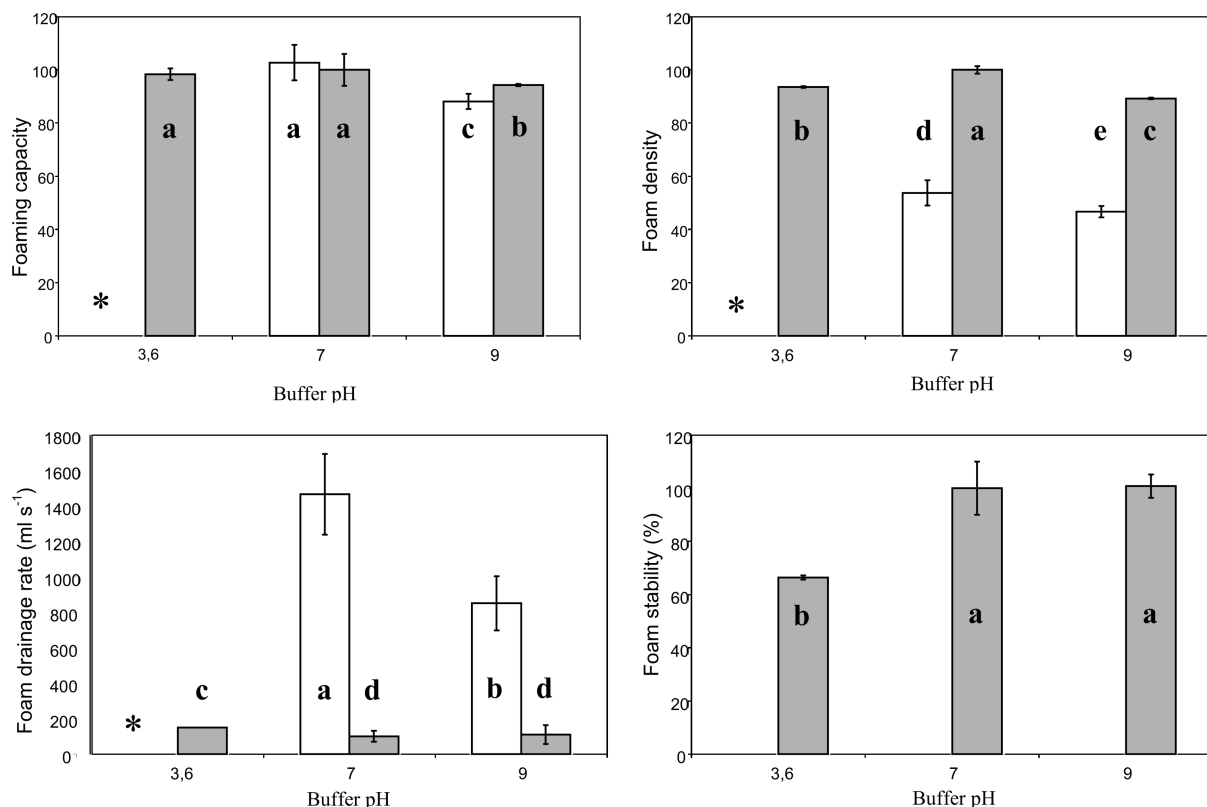 120
100
80
60
40
20
0
Foaming capacity
*
a
a
a
c
b
3,6
7
9
Buffer pH
120
100
80
60
40
20
0
Foam density
*
b
d
a
e
c
3,6
7
9
Buffer pH
1800
1600
1400
1200
1000
800
600
400
200
0
Foam drainage rate (ml s⁻¹)
*
c
a
d
b
d
3,6
7
9
Buffer pH
120
100
80
60
40
20
0
Foam stability (%)
b
a
a
3,6
7
9
Buffer pH